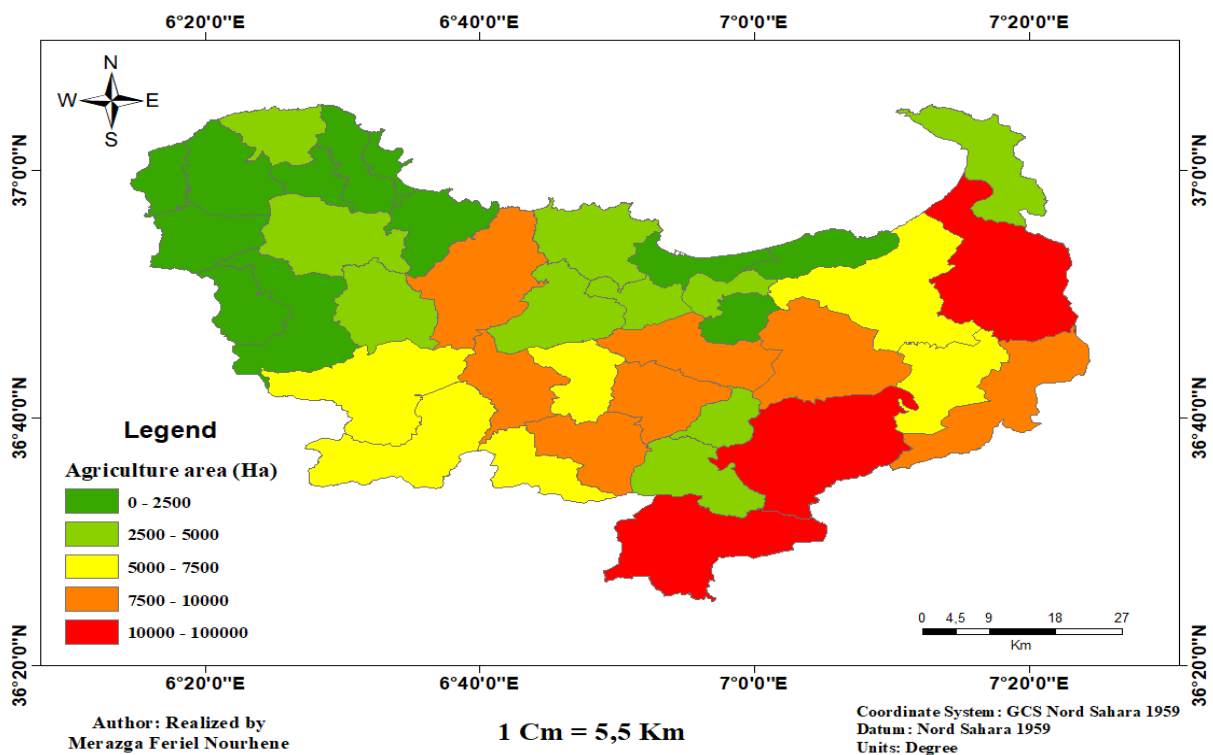 6°20'0"E 6°40'0"E 7°0'0"E 7°20'0"E
N
W E
S
37°0'0"N 37°0'0"N
36°40'0"N 36°40'0"N
36°20'0"N 36°20'0"N
Legend
Agriculture area (Ha)
0 - 2500
2500 - 5000
5000 - 7500
7500 - 10000
10000 - 100000
0 4,5 9 18 27
Km
6°20'0"E 6°40'0"E 7°0'0"E 7°20'0"E
Author: Realized by
Merazga Feriel Nourhene
1 Cm = 5,5 Km
Coordinate System: GCS Nord Sahara 1959
Datum: Nord Sahara 1959
Units: Degree